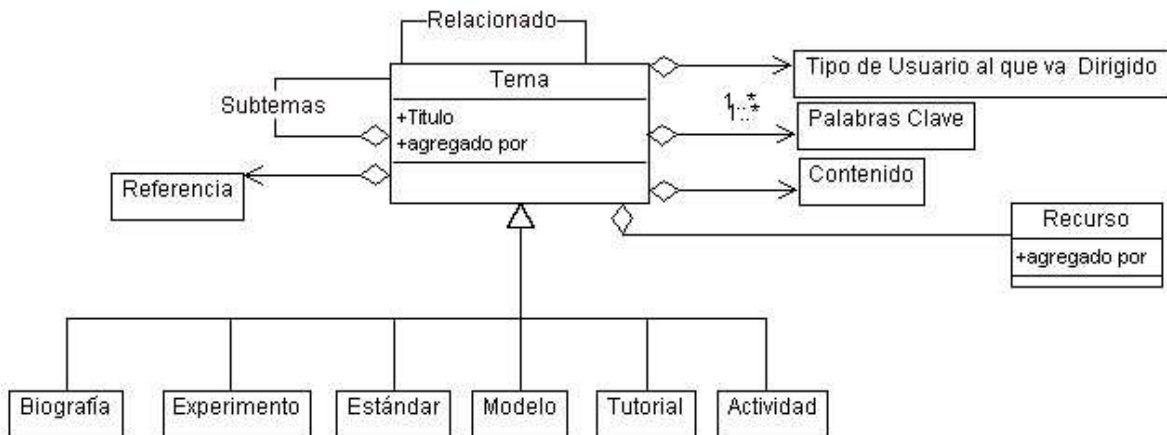 Relacionado
Tema
+Titulo
+agregado por
Subtemas
Referencia
Tipo de Usuario al que va Dirigido
1..*
1..*
Palabras Clave
Contenido
Recurso
+agregado por
Biografía
Experimento
Estándar
Modelo
Tutorial
Actividad